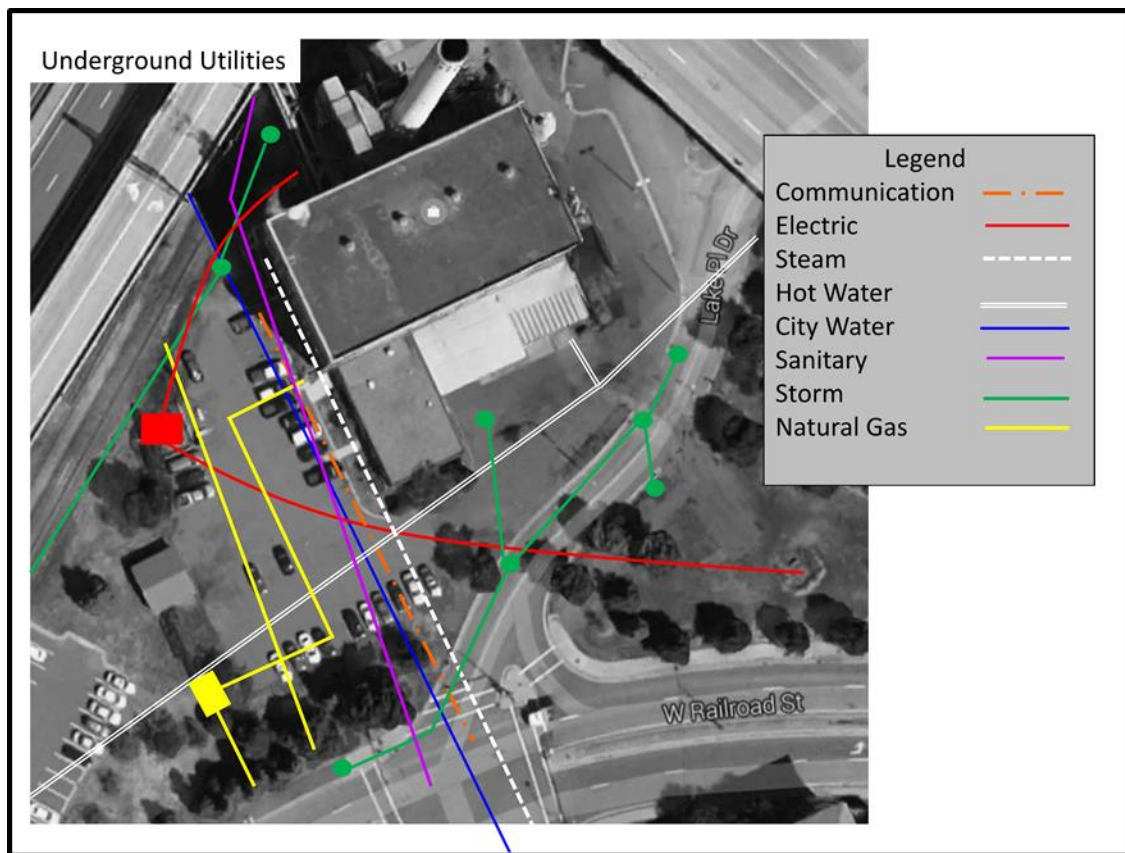 Underground Utilities
Legend
Communication
Electric
Steam
Hot Water
City Water
Sanitary
Storm
Natural Gas
Lake Pl Dr
W Railroad St